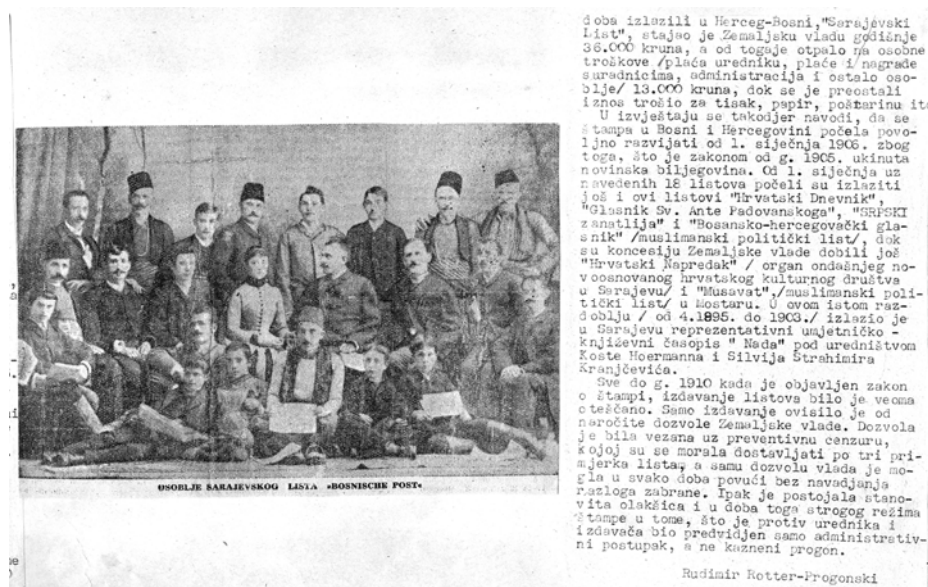 OSOBLJE SARAJEVSKOG LISTA »BOSNISCHE POST«
doba izlazili u Herceg-Bosni,"Sarajevski
List", stajao je Zemaljsku vladu godišnje
36.000 kruna, a od togaje otpalo na osobne
troškove /plaća uredniku, plaće i nagrade
suradnicima, administracija i ostalo oso-
blje/ 13.000 kruna, dok se je preostali
iznos trošio za tisak, papir, poštarinu itd
U izvještaju se takodjer navodi, da se
štampa u Bosni i Hercegovini počela povo-
ljno razvijati od 1. siječnja 1906. zbog
toga, što je zakonom od g. 1905. ukinuta
novinska biljegovina. Od 1. siječnja uz
navedenih 18 listova počeli su izlaziti
još i ovi listovi "Hrvatski Dnevnik",
"Glasnik Sv. Ante Padovanskoga", "SRPSKI
zanatlija" i "Bosansko-hercegovački gla-
snik" /muslimanski politički list/, dok
su koncesiju Zemaljske vlade dobili još
"Hrvatski Napredak" / organ ondašnjeg no-
voosnovanog hrvatskog kulturnog društva
u Sarajevu/ i "Musavat",/muslimanski poli-
tički list/ u Mostaru. U ovom istom raz-
doblju / od 4.1895. do 1903./ izlazio je
u Sarajevu reprezentativni umjetničko -
književni časopis " Nada" pod uredništvom
Koste Hoermanna i Silvija Strahimira
Kranjčevića.
Sve do g. 1910 kada je objavljen zakon
o štampi, izdavanje listova bilo je veoma
oteščano. Samo izdavanje ovisilo je od
naročite dozvole Zemaljske vlade. Dozvola
je bila vezana uz preventivnu cenzuru,
kojoj su se morala dostavljati po tri pri-
mjerka lista, a samu dozvolu vlada je mo-
gla u svako doba povući bez navadjanja
razloga zabrane. Ipak je postojala stano-
vita olakšica i u doba toga strogog režima
štampe u tome, što je protiv urednika i
izdavača bio predvidjen samo administrativ-
ni postupak, a ne kazneni progon.
Rudimir Rotter-Progonski